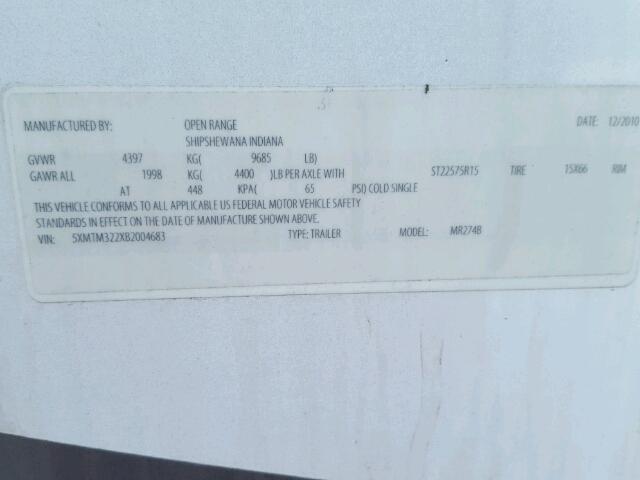 MANUFACTURED BY: OPEN RANGE DATE: 12/2010
SHIPSHEWANA INDIANA
GVWR 4397 KG( 9685 LB)
GAWR ALL 1998 KG( 4400 )LB PER AXLE WITH ST22575R15 TIRE 15X66 RIM
AT 448 KPA( 65 PSI) COLD SINGLE
THIS VEHICLE CONFORMS TO ALL APPLICABLE US FEDERAL MOTOR VEHICLE SAFETY
STANDARDS IN EFFECT ON THE DATE OF MANUFACTURE SHOWN ABOVE.
VIN: 5XMTM322XB2004683 TYPE: TRAILER MODEL: MR274B